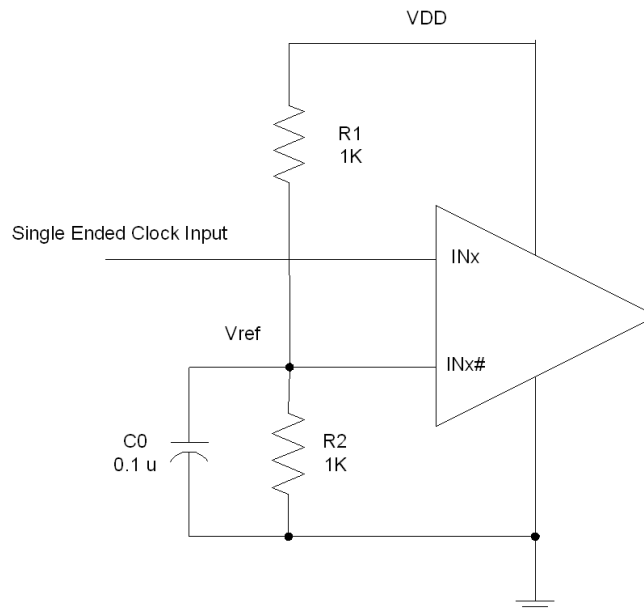 VDD
R1
1K
Single Ended Clock Input
INx
Vref
INx#
C0
0.1 u
R2
1K